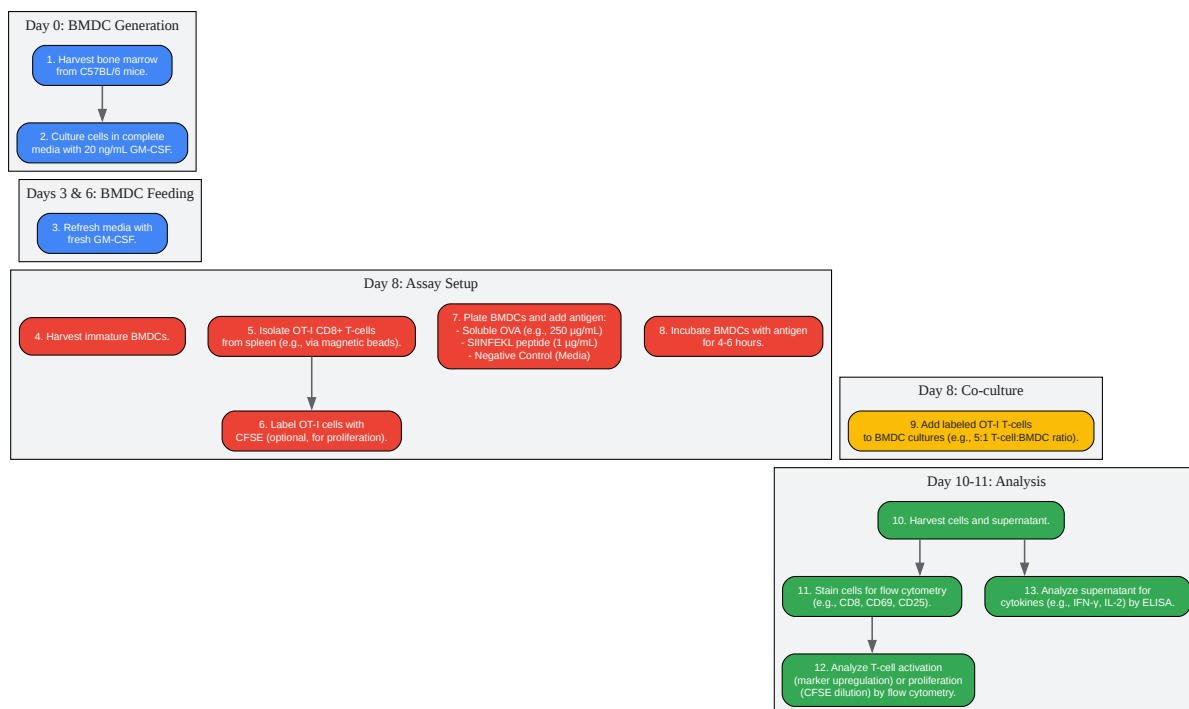 Day 0: BMDC Generation
1. Harvest bone marrow
from C57BL/6 mice.
2. Culture cells in complete
media with 20 ng/mL GM-CSF.
Days 3 & 6: BMDC Feeding
3. Refresh media with
fresh GM-CSF.
Day 8: Assay Setup
4. Harvest immature BMDCs.
5. Isolate OT-I CD8+ T-cells
from spleen (e.g., via magnetic beads).
6. Label OT-I cells with
CFSE (optional, for proliferation).
7. Plate BMDCs and add antigen:
- Soluble OVA (e.g., 250 µg/mL)
- SIINFEKL peptide (1 µg/mL)
- Negative Control (Media)
8. Incubate BMDCs with antigen
for 4-6 hours.
Day 8: Co-culture
9. Add labeled OT-I T-cells
to BMDC cultures (e.g., 5:1 T-cell:BMDC ratio).
Day 10-11: Analysis
10. Harvest cells and supernatant.
11. Stain cells for flow cytometry
(e.g., CD8, CD69, CD25).
12. Analyze T-cell activation
(marker upregulation) or proliferation
(CFSE dilution) by flow cytometry.
13. Analyze supernatant for
cytokines (e.g., IFN-γ, IL-2) by ELISA.